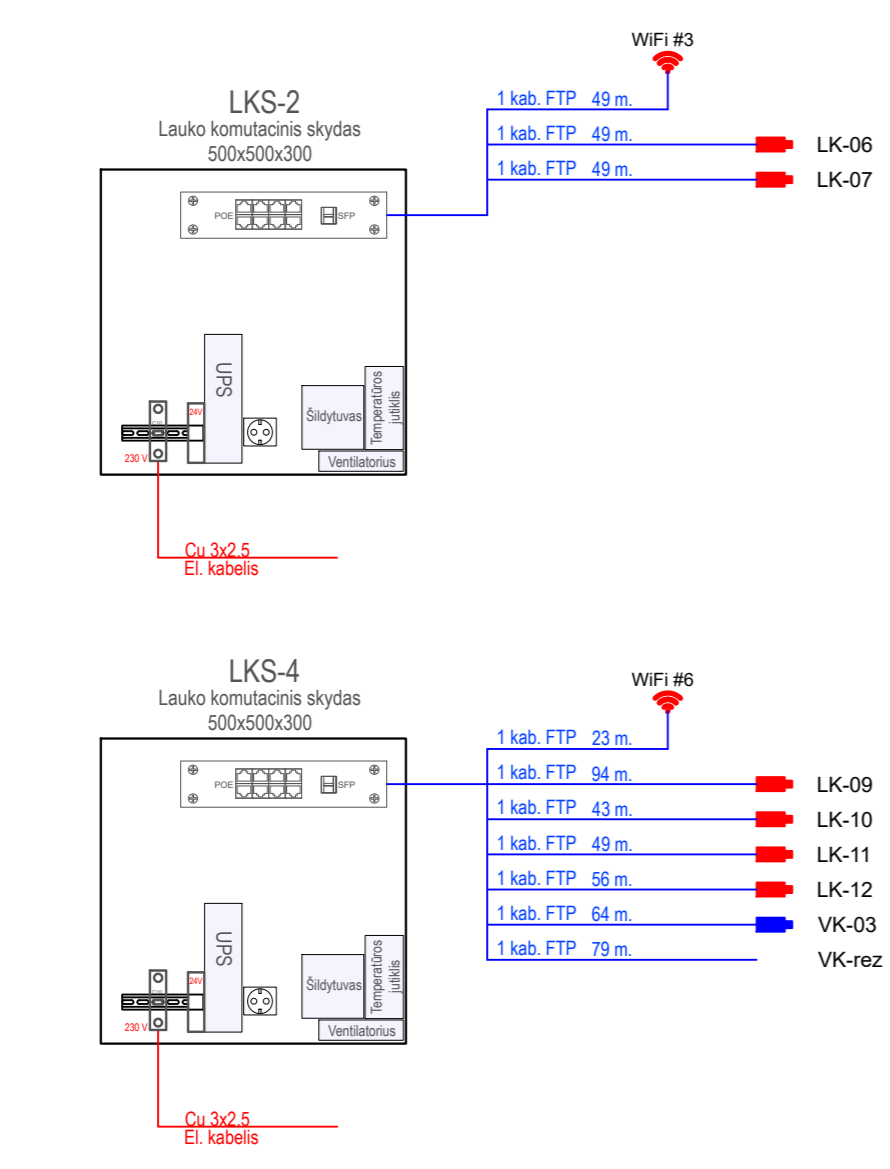 WiFi #3
LKS-2
Lauko komutacinis skydas
500x500x300
1 kab. FTP 49 m.
1 kab. FTP 49 m.
LK-06
1 kab. FTP 49 m.
LK-07
POE
SFP
UPS
24V
C10
230 V
Šildytuvas
Temperatūros
jutiklis
Ventilatorius
Cu 3x2.5
El. kabelis
WiFi #6
LKS-4
Lauko komutacinis skydas
500x500x300
1 kab. FTP 23 m.
1 kab. FTP 94 m.
LK-09
1 kab. FTP 43 m.
LK-10
1 kab. FTP 49 m.
LK-11
1 kab. FTP 56 m.
LK-12
1 kab. FTP 64 m.
VK-03
1 kab. FTP 79 m.
VK-rez
POE
SFP
UPS
24V
C10
230 V
Šildytuvas
Temperatūros
jutiklis
Ventilatorius
Cu 3x2.5
El. kabelis